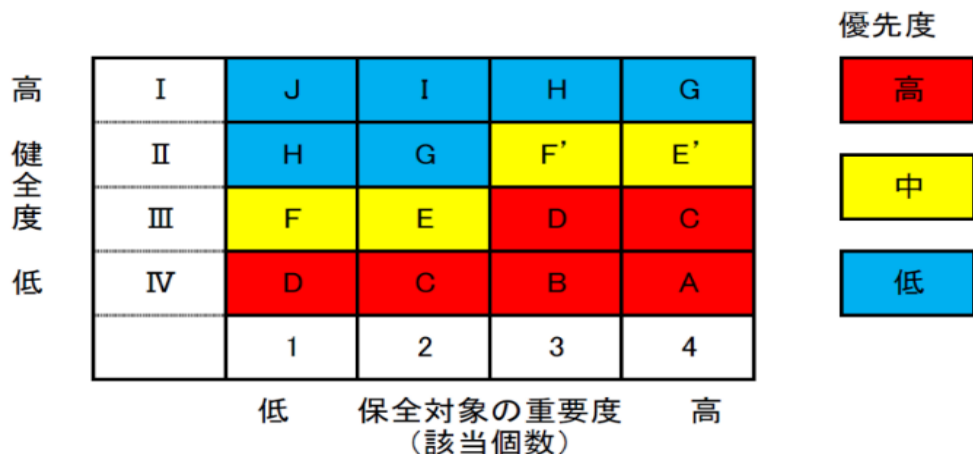 優先度
高 Ⅰ J I H G 高
健 Ⅱ H G F’ E’ 中
全
度 Ⅲ F E D C
低 Ⅳ D C B A 低
1 2 3 4
低 保全対象の重要度 高
(該当個数)